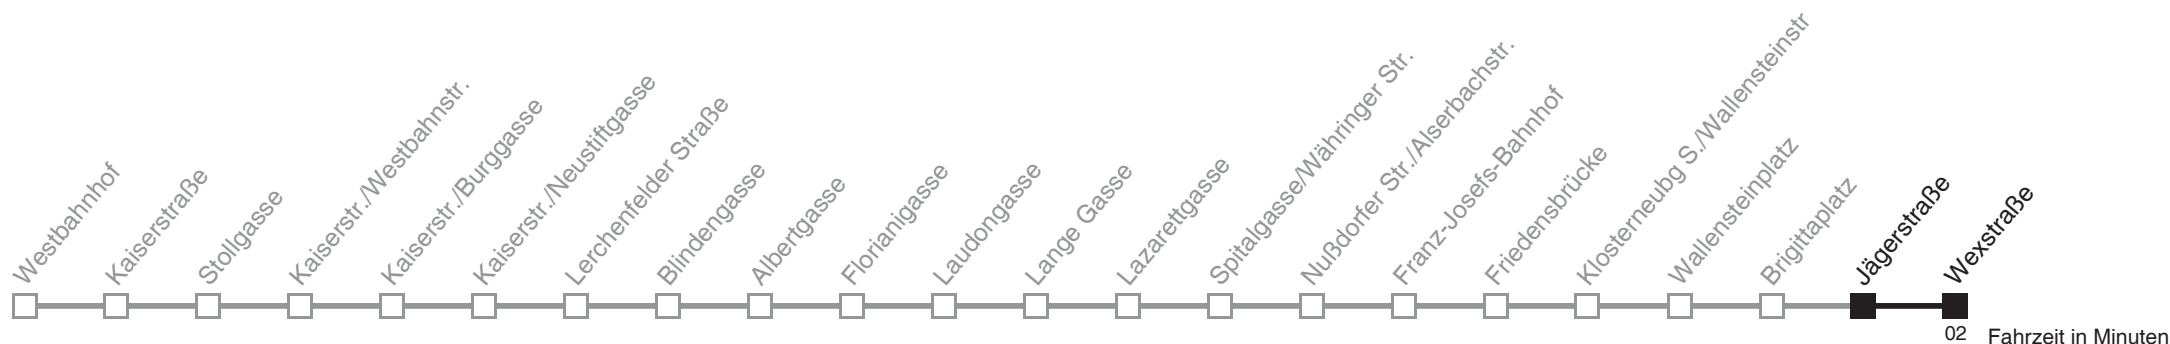 Westbahnhof
Kaiserstraße
Stollgasse
Kaiserstr./Westbahnstr.
Kaiserstr./Burggasse
Kaiserstr./Neustiftgasse
Lerchenfelder Straße
Blindengasse
Albertgasse
Florianigasse
Laudongasse
Lange Gasse
Lazarettgasse
Spitalgasse/Währinger Str.
Nußdorfer Str./Alserbachstr.
Franz-Josefs-Bahnhof
Friedensbrücke
Klosterneubg S./Wallensteinstr
Wallensteinplatz
Brigittaplatz
Jägerstraße
Wexstraße
02 Fahrzeit in Minuten